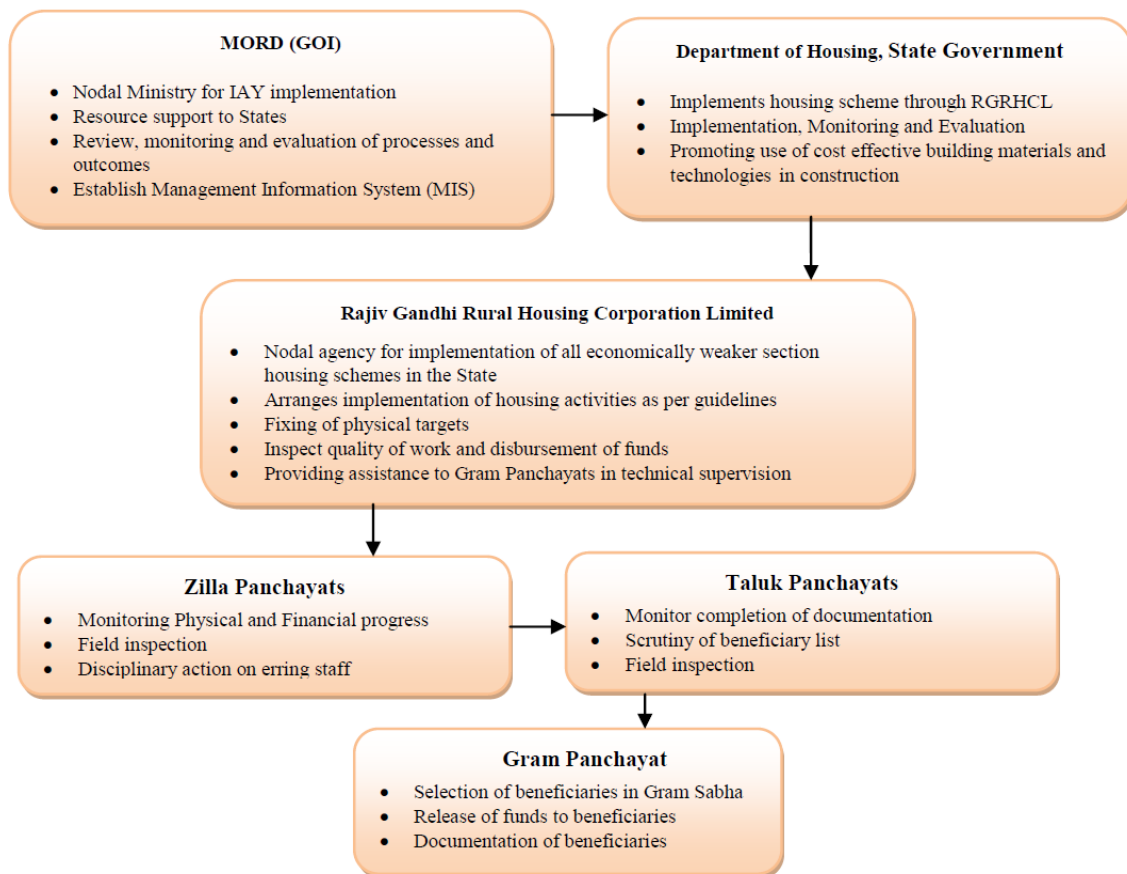 MORD (GOI)
• Nodal Ministry for IAY implementation
• Resource support to States
• Review, monitoring and evaluation of processes and
outcomes
• Establish Management Information System (MIS)
Department of Housing, State Government
• Implements housing scheme through RGRHCL
• Implementation, Monitoring and Evaluation
• Promoting use of cost effective building materials and
technologies in construction
Rajiv Gandhi Rural Housing Corporation Limited
• Nodal agency for implementation of all economically weaker section
housing schemes in the State
• Arranges implementation of housing activities as per guidelines
• Fixing of physical targets
• Inspect quality of work and disbursement of funds
• Providing assistance to Gram Panchayats in technical supervision
Zilla Panchayats
• Monitoring Physical and Financial progress
• Field inspection
• Disciplinary action on erring staff
Taluk Panchayats
• Monitor completion of documentation
• Scrutiny of beneficiary list
• Field inspection
Gram Panchayat
• Selection of beneficiaries in Gram Sabha
• Release of funds to beneficiaries
• Documentation of beneficiaries